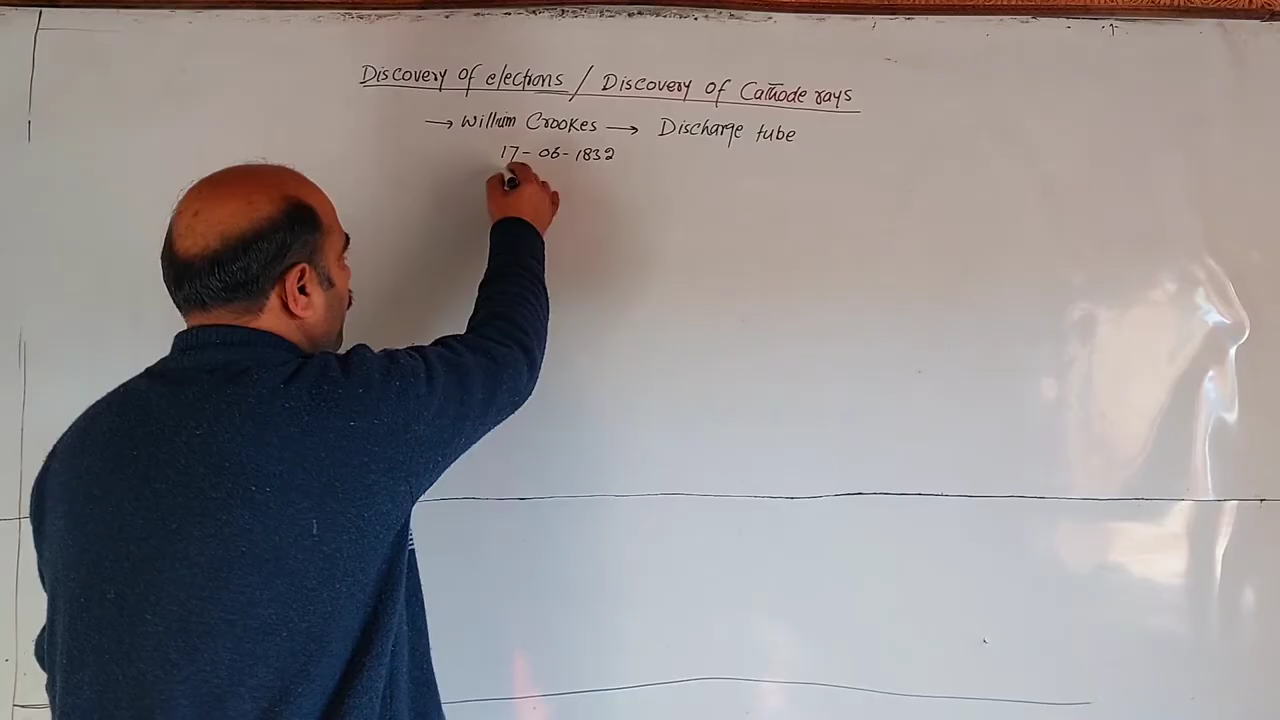 Discovery of electrons / Discovery of Cathode rays
→ William Crookes → Discharge tube
17-06-1832